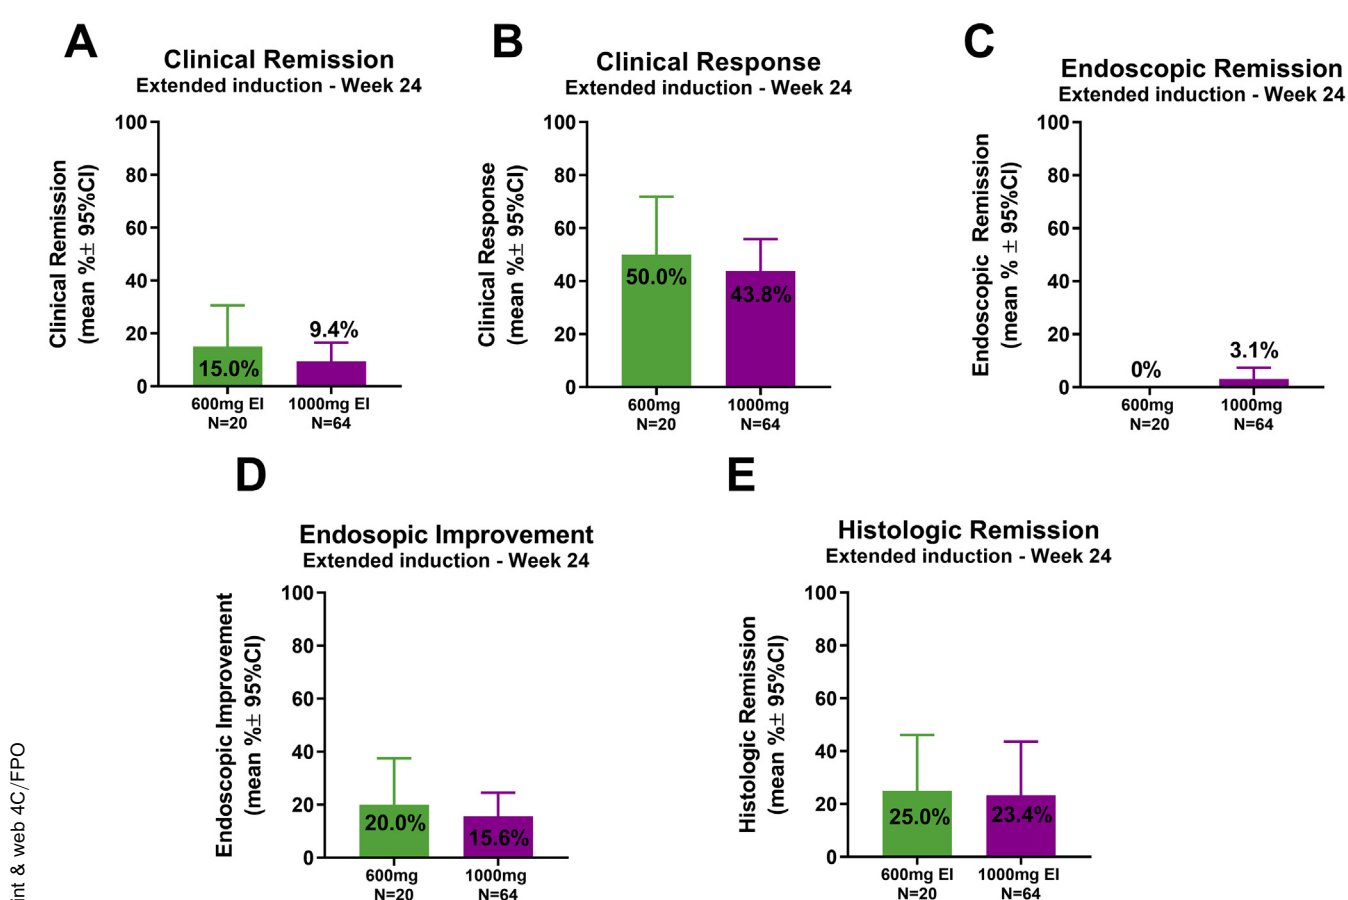 A
Clinical Remission
Extended induction - Week 24
Clinical Remission
(mean %± 95%CI)
100
80
60
40
20
0
15.0%
9.4%
600mg EI
N=20
1000mg EI
N=64
B
Clinical Response
Extended induction - Week 24
Clinical Response
(mean %± 95%CI)
100
80
60
40
20
0
50.0%
43.8%
600mg
N=20
1000mg
N=64
C
Endoscopic Remission
Extended induction - Week 24
Endoscopic Remission
(mean % ± 95%CI)
100
80
60
40
20
0
0%
3.1%
600mg
N=20
1000mg
N=64
D
Endosopic Improvement
Extended induction - Week 24
Endoscopic Improvement
(mean %± 95%CI)
100
80
60
40
20
0
20.0%
15.6%
600mg
N=20
1000mg
N=64
E
Histologic Remission
Extended induction - Week 24
Histologic Remission
(mean %± 95%CI)
100
80
60
40
20
0
25.0%
23.4%
600mg EI
N=20
1000mg EI
N=64
int & web 4C/FPO